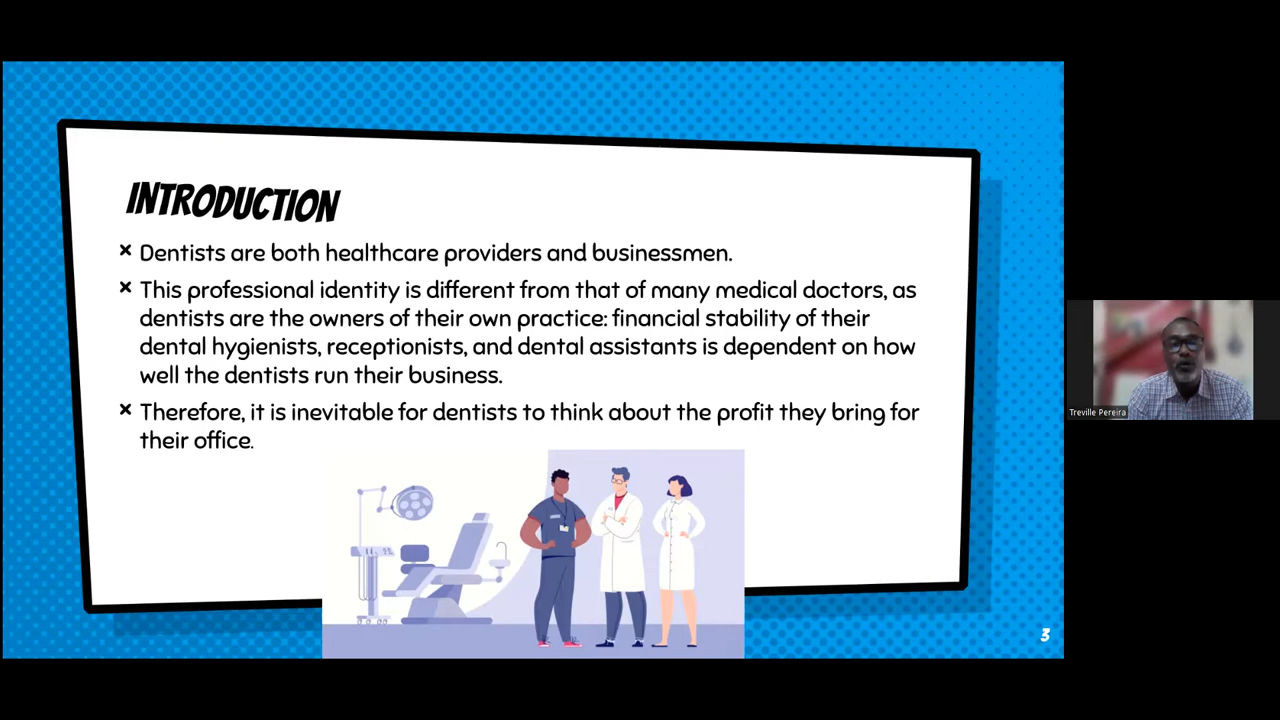 INTRODUCTION
× Dentists are both healthcare providers and businessmen.
× This professional identity is different from that of many medical doctors, as
dentists are the owners of their own practice: financial stability of their
dental hygienists, receptionists, and dental assistants is dependent on how
well the dentists run their business.
× Therefore, it is inevitable for dentists to think about the profit they bring for
their office.
3
Treville Pereira